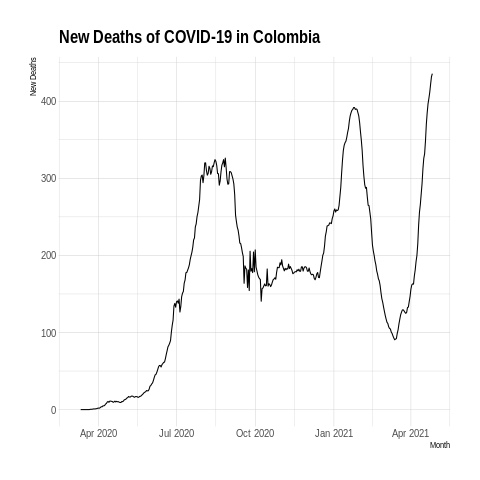 New Deaths of COVID-19 in Colombia
New Deaths
400
300
200
100
0
Apr 2020 Jul 2020 Oct 2020 Jan 2021 Apr 2021
Month